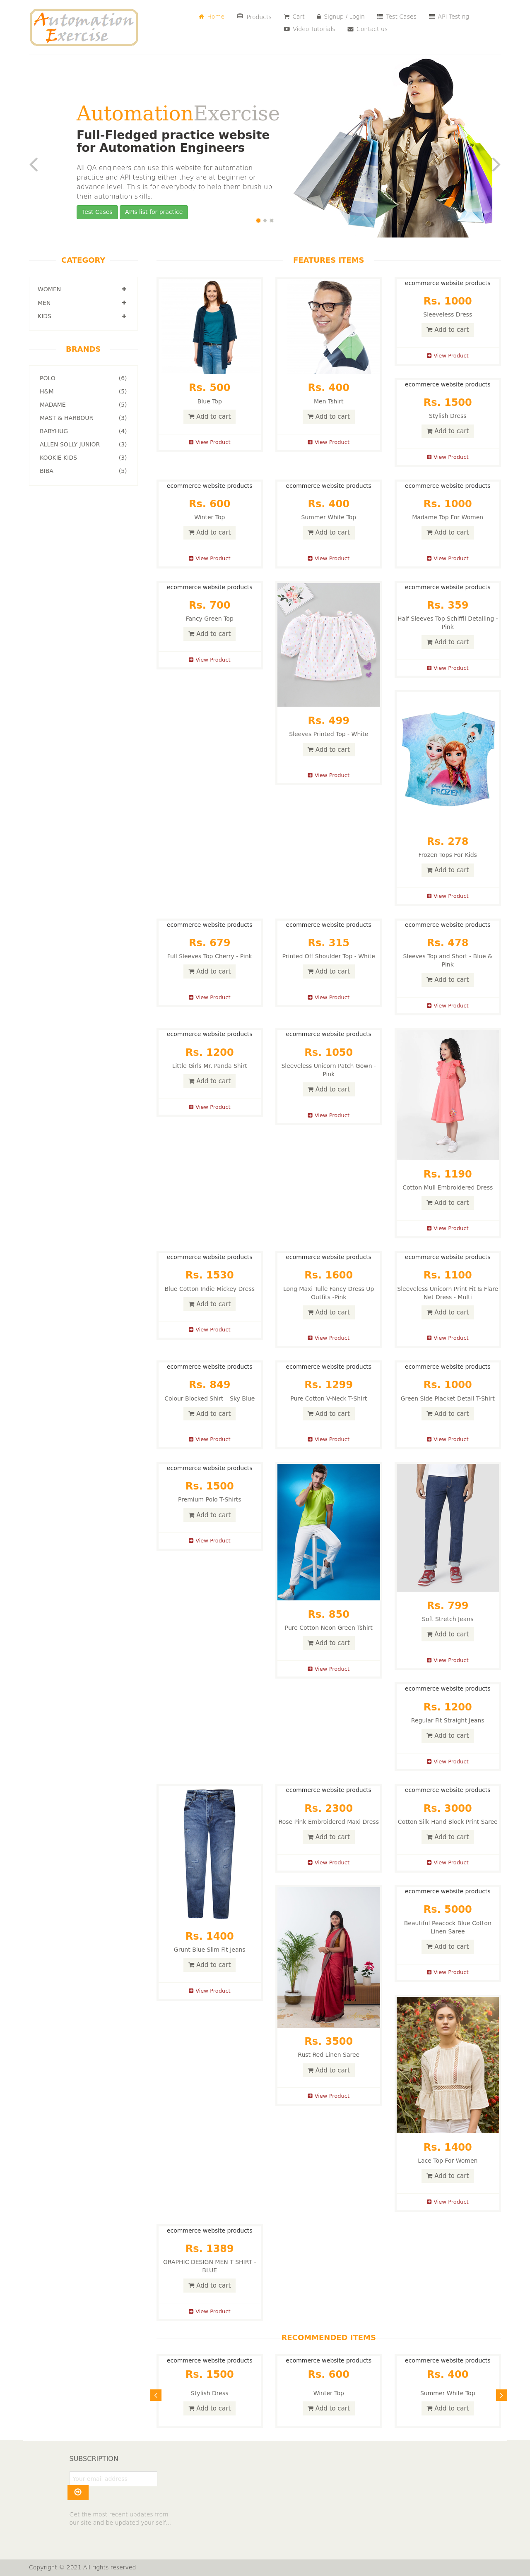 Automation
Exercise
Home
Products
Cart
Signup / Login
Test Cases
API Testing
Video Tutorials
Contact us
AutomationExercise
Full-Fledged practice website
for Automation Engineers
All QA engineers can use this website for automation
practice and API testing either they are at beginner or
advance level. This is for everybody to help them brush up
their automation skills.
Test Cases
APIs list for practice
CATEGORY
WOMEN
MEN
KIDS
BRANDS
POLO (6)
H&M (5)
MADAME (5)
MAST & HARBOUR (3)
BABYHUG (4)
ALLEN SOLLY JUNIOR (3)
KOOKIE KIDS (3)
BIBA (5)
FEATURES ITEMS
Rs. 500
Blue Top
Add to cart
View Product
Rs. 400
Men Tshirt
Add to cart
View Product
ecommerce website products
Rs. 1000
Sleeveless Dress
Add to cart
View Product
ecommerce website products
Rs. 1500
Stylish Dress
Add to cart
View Product
ecommerce website products
Rs. 600
Winter Top
Add to cart
View Product
ecommerce website products
Rs. 400
Summer White Top
Add to cart
View Product
ecommerce website products
Rs. 1000
Madame Top For Women
Add to cart
View Product
ecommerce website products
Rs. 700
Fancy Green Top
Add to cart
View Product
Rs. 499
Sleeves Printed Top - White
Add to cart
View Product
ecommerce website products
Rs. 359
Half Sleeves Top Schiffli Detailing -
Pink
Add to cart
View Product
FROZEN
Rs. 278
Frozen Tops For Kids
Add to cart
View Product
ecommerce website products
Rs. 679
Full Sleeves Top Cherry - Pink
Add to cart
View Product
ecommerce website products
Rs. 315
Printed Off Shoulder Top - White
Add to cart
View Product
ecommerce website products
Rs. 478
Sleeves Top and Short - Blue &
Pink
Add to cart
View Product
ecommerce website products
Rs. 1200
Little Girls Mr. Panda Shirt
Add to cart
View Product
ecommerce website products
Rs. 1050
Sleeveless Unicorn Patch Gown -
Pink
Add to cart
View Product
Rs. 1190
Cotton Mull Embroidered Dress
Add to cart
View Product
ecommerce website products
Rs. 1530
Blue Cotton Indie Mickey Dress
Add to cart
View Product
ecommerce website products
Rs. 1600
Long Maxi Tulle Fancy Dress Up
Outfits -Pink
Add to cart
View Product
ecommerce website products
Rs. 1100
Sleeveless Unicorn Print Fit & Flare
Net Dress - Multi
Add to cart
View Product
ecommerce website products
Rs. 849
Colour Blocked Shirt – Sky Blue
Add to cart
View Product
ecommerce website products
Rs. 1299
Pure Cotton V-Neck T-Shirt
Add to cart
View Product
ecommerce website products
Rs. 1000
Green Side Placket Detail T-Shirt
Add to cart
View Product
ecommerce website products
Rs. 1500
Premium Polo T-Shirts
Add to cart
View Product
Rs. 850
Pure Cotton Neon Green Tshirt
Add to cart
View Product
Rs. 799
Soft Stretch Jeans
Add to cart
View Product
ecommerce website products
Rs. 1200
Regular Fit Straight Jeans
Add to cart
View Product
Rs. 1400
Grunt Blue Slim Fit Jeans
Add to cart
View Product
ecommerce website products
Rs. 2300
Rose Pink Embroidered Maxi Dress
Add to cart
View Product
ecommerce website products
Rs. 3000
Cotton Silk Hand Block Print Saree
Add to cart
View Product
Rs. 3500
Rust Red Linen Saree
Add to cart
View Product
ecommerce website products
Rs. 5000
Beautiful Peacock Blue Cotton
Linen Saree
Add to cart
View Product
Rs. 1400
Lace Top For Women
Add to cart
View Product
ecommerce website products
Rs. 1389
GRAPHIC DESIGN MEN T SHIRT -
BLUE
Add to cart
View Product
RECOMMENDED ITEMS
ecommerce website products
Rs. 1500
Stylish Dress
Add to cart
ecommerce website products
Rs. 600
Winter Top
Add to cart
ecommerce website products
Rs. 400
Summer White Top
Add to cart
SUBSCRIPTION
Your email address
Get the most recent updates from
our site and be updated your self...
Copyright © 2021 All rights reserved